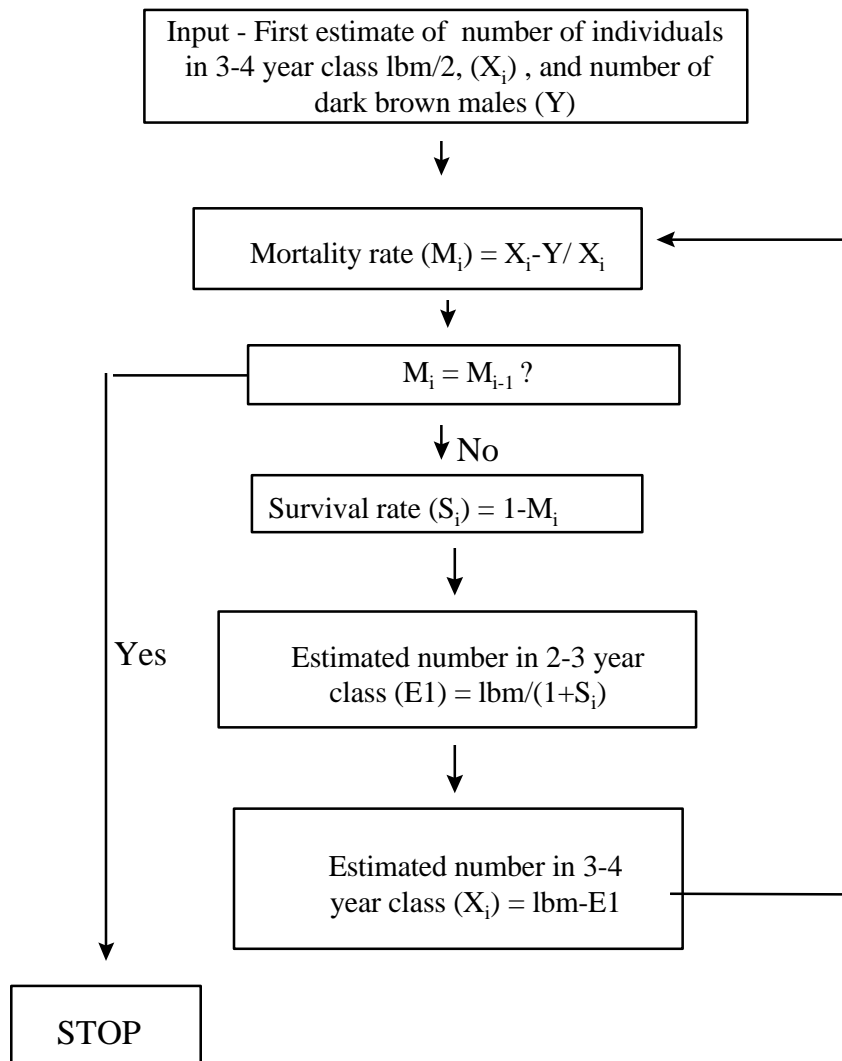 Input - First estimate of number of individuals
in 3-4 year class lbm/2, (Xi) , and number of
dark brown males (Y)
Mortality rate (Mi) = Xi-Y/ Xi
Mi = Mi-1 ?
No
Survival rate (Si) = 1-Mi
Yes
Estimated number in 2-3 year
class (E1) = lbm/(1+Si)
Estimated number in 3-4
year class (Xi) = lbm-E1
STOP